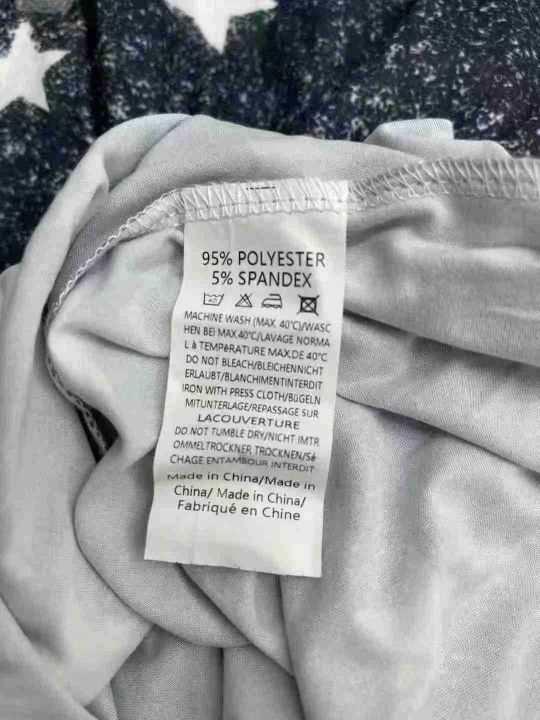 95% POLYESTER
5% SPANDEX
MACHINE WASH (MAX. 40°C)/WASC
HEN BEI MAX.40°C/LAVAGE NORMA
L à TEMPéRATURE MAX.DE 40°C
DO NOT BLEACH/BLEICHENNICHT
ERLAUBT/BLANCHIMENTINTERDIT
IRON WITH PRESS CLOTH/BüGELN
MITUNTERLAGE/REPASSAGE SUR
LACOUVERTURE
DO NOT TUMBLE DRY/NICHT IMTR
OMMELTROCKNER TROCKNEN/Sé
CHAGE ENTAMBOUR INTERDIT
Made in China/Made in
China/ Made in China/
Fabriqué en Chine